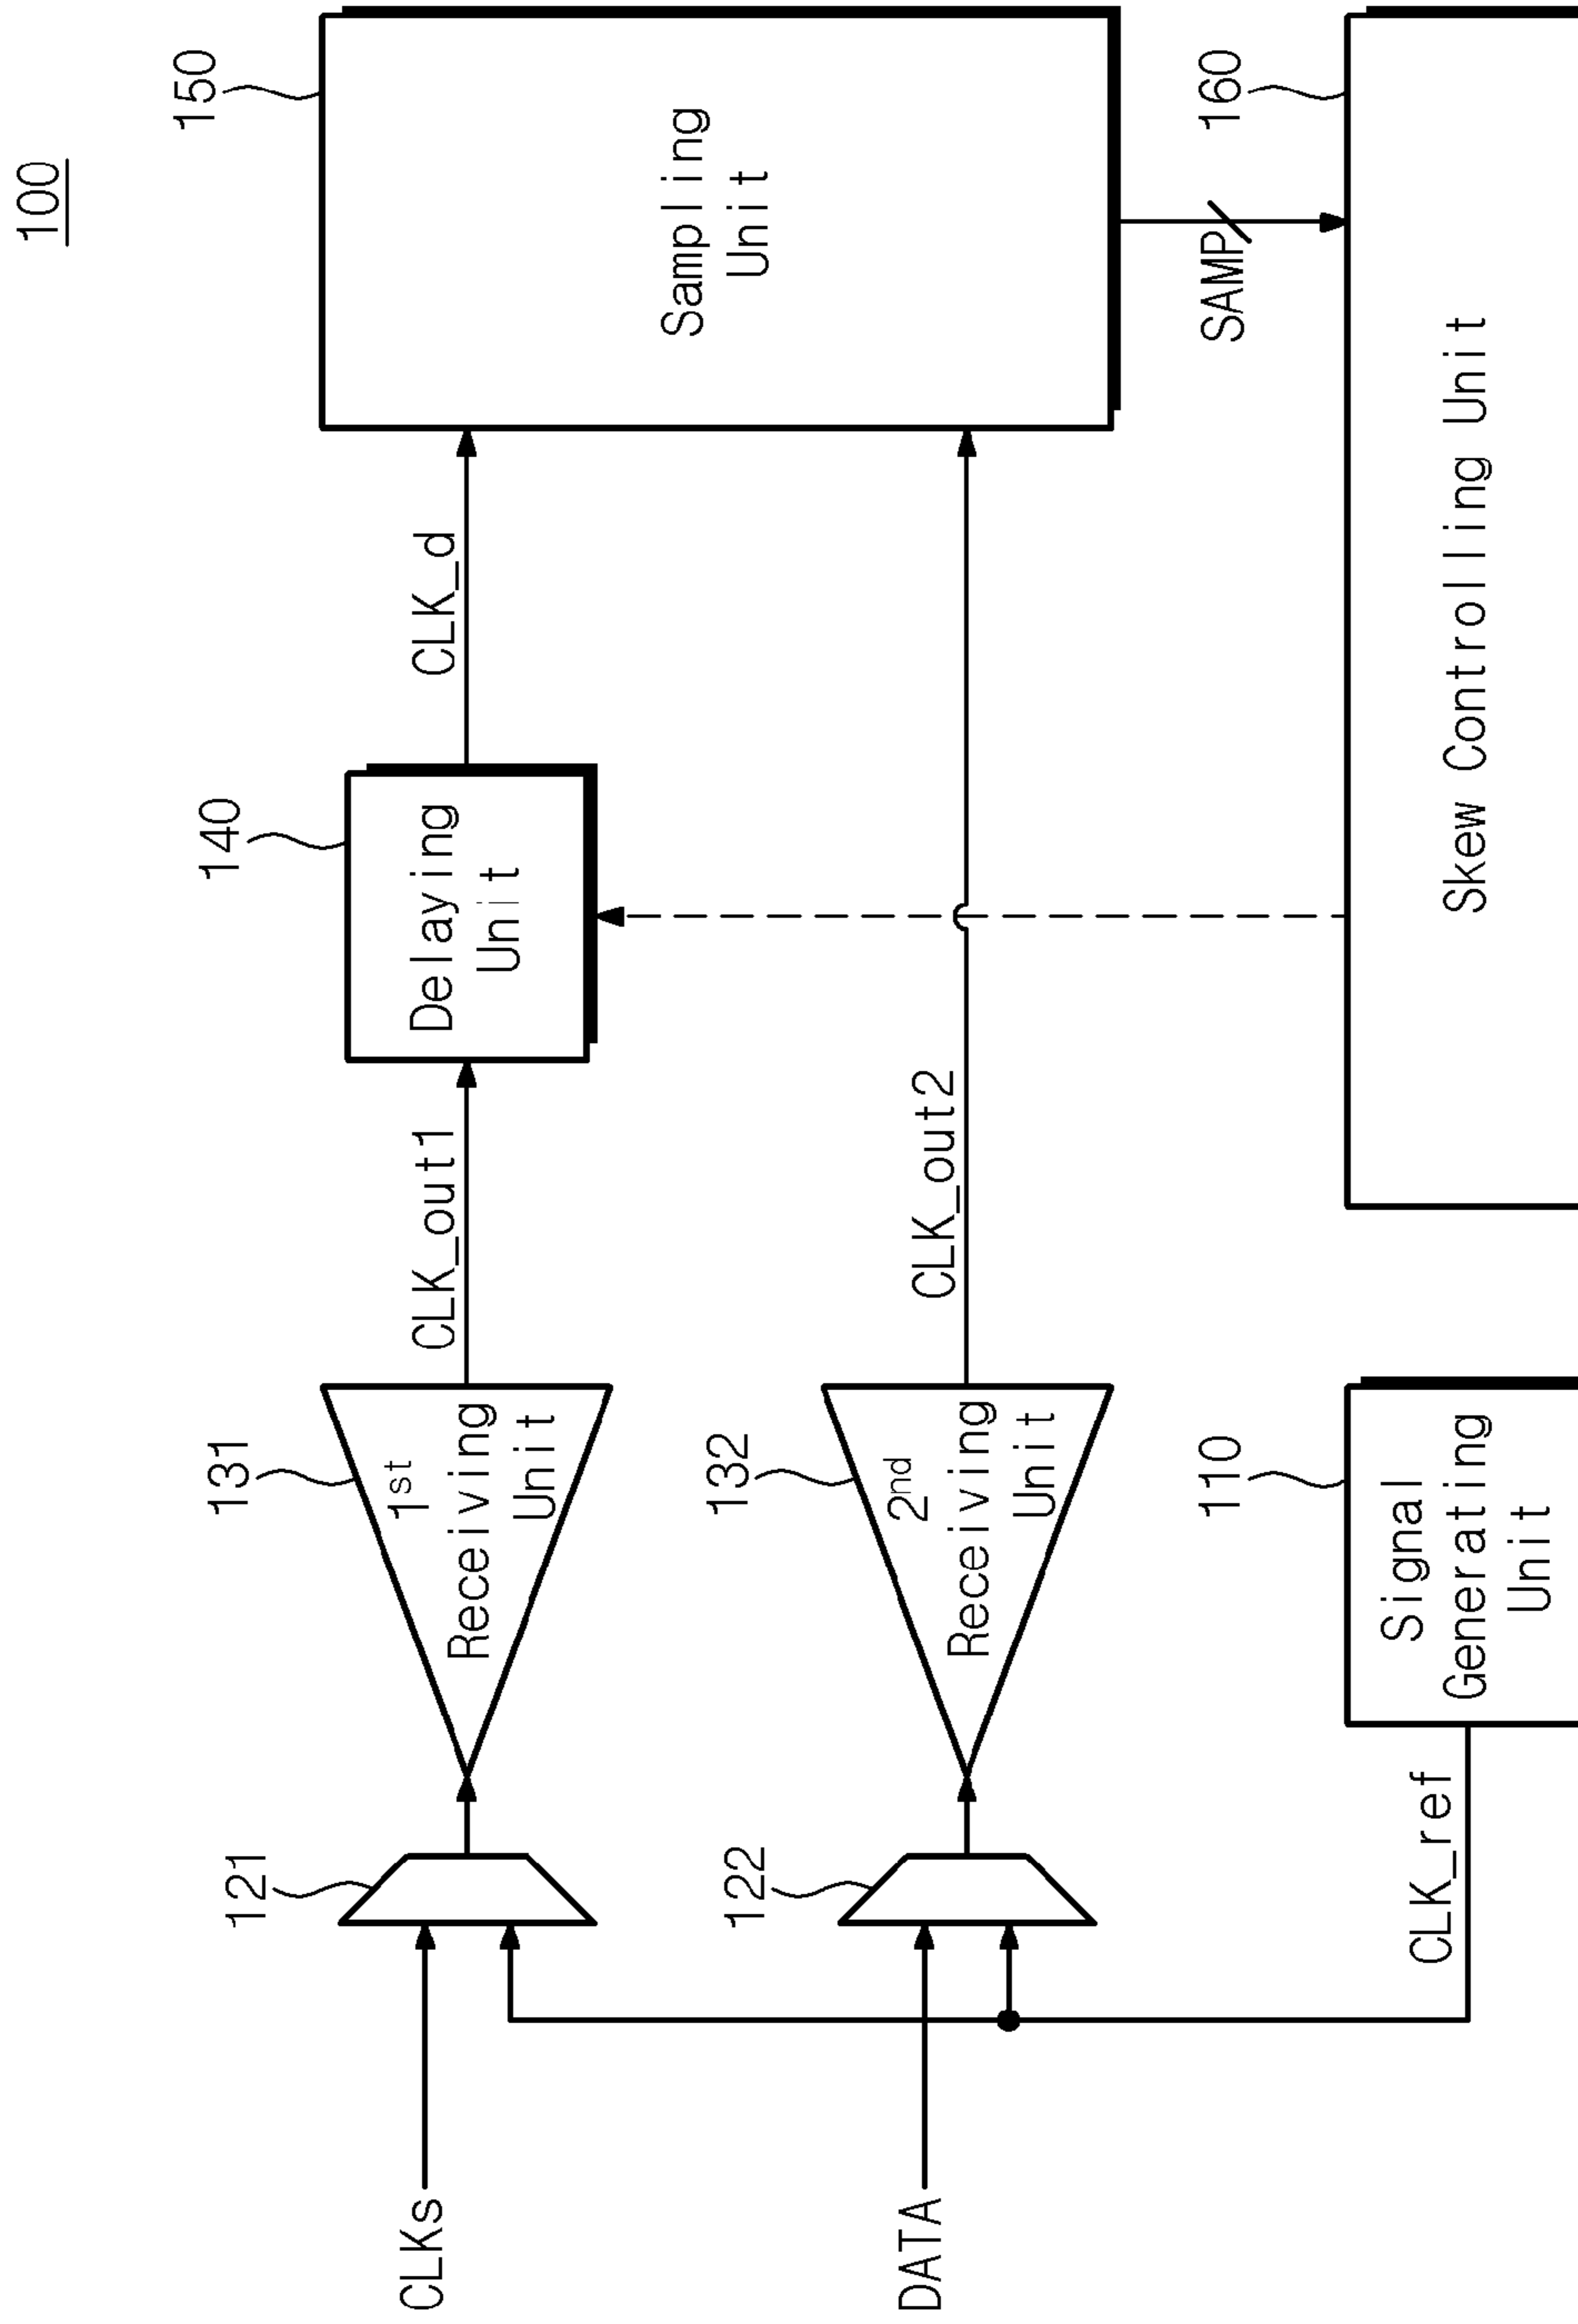 100
150
Sampling
Unit
140
Delaying
Unit
CLK_d
131
1st
Receiving
Unit
CLK_out1
121
CLKs
132
2nd
Receiving
Unit
CLK_out2
122
DATA
SAMP
160
Skew Controlling Unit
110
Signal
Generating
Unit
CLK_ref